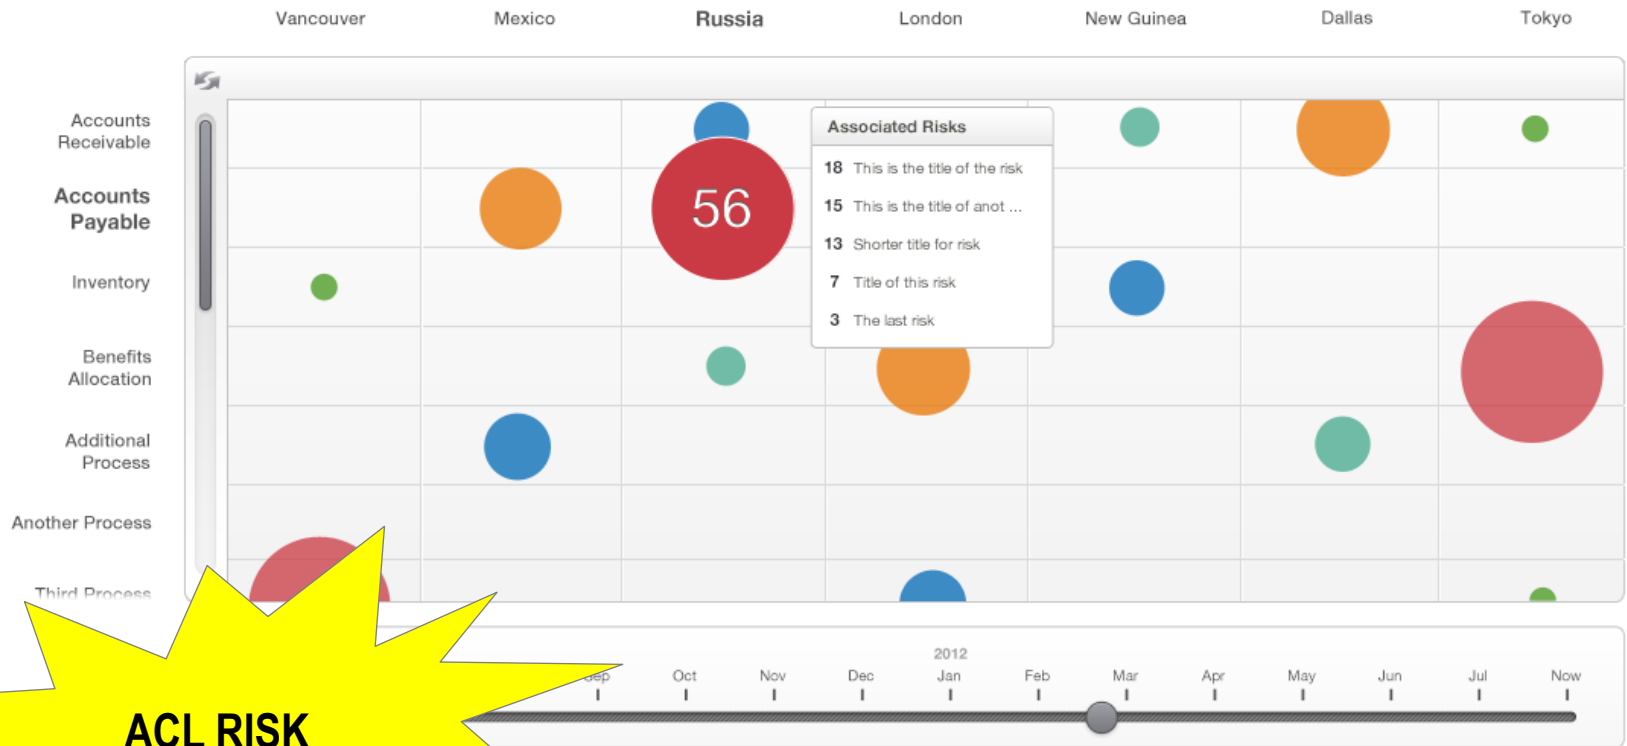 Vancouver Mexico Russia London New Guinea Dallas Tokyo
Accounts
Receivable
Accounts
Payable
Inventory
Benefits
Allocation
Additional
Process
Another Process
Third Process
56
Associated Risks
18 This is the title of the risk
15 This is the title of anot ...
13 Shorter title for risk
7 Title of this risk
3 The last risk
2012
Sep Oct Nov Dec Jan Feb Mar Apr May Jun Jul Now
ACL RISK